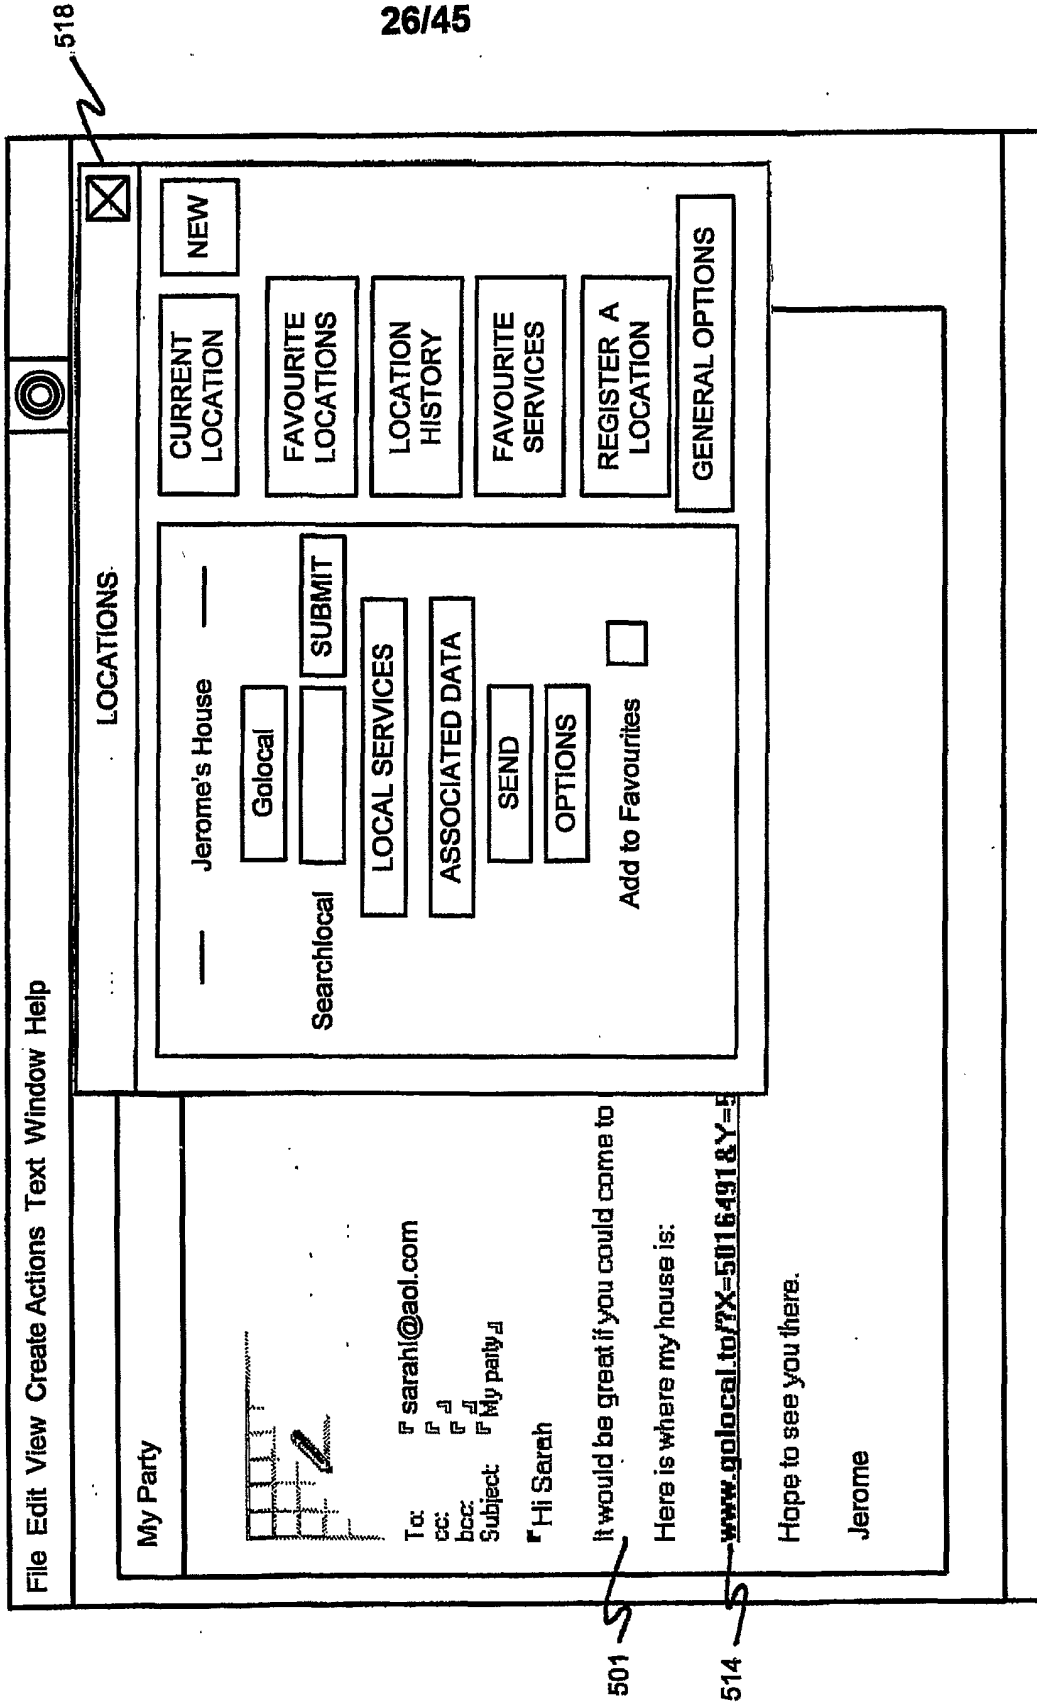 26/45
518
File Edit View Create Actions Text Window Help
LOCATIONS
My Party
Jerome's House
CURRENT LOCATION
NEW
Golocal
Searchlocal
SUBMIT
FAVOURITE LOCATIONS
LOCAL SERVICES
LOCATION HISTORY
ASSOCIATED DATA
SEND
FAVOURITE SERVICES
OPTIONS
Add to Favourites
REGISTER A LOCATION
GENERAL OPTIONS
To: 『sarahl@aol.com
cc: 『 』
bcc: 『 』
Subject: 『My party』
『Hi Sarah
It would be great if you could come to
501
Here is where my house is:
www.golocal.to/?X=5016491&Y=5
514
Hope to see you there.
Jerome